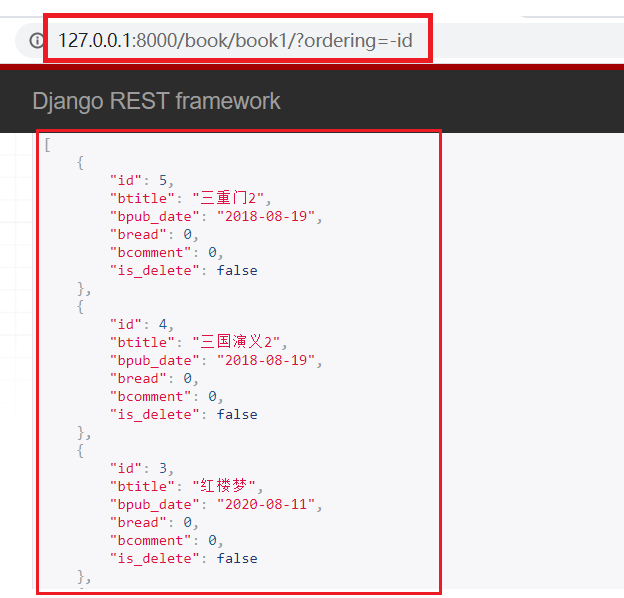 127.0.0.1:8000/book/book1/?ordering=-id
Django REST framework
[
{
"id": 5,
"btitle": "三重门2",
"bpub_date": "2018-08-19",
"bread": 0,
"bcomment": 0,
"is_delete": false
},
{
"id": 4,
"btitle": "三国演义2",
"bpub_date": "2018-08-19",
"bread": 0,
"bcomment": 0,
"is_delete": false
},
{
"id": 3,
"btitle": "红楼梦",
"bpub_date": "2020-08-11",
"bread": 0,
"bcomment": 0,
"is_delete": false
},